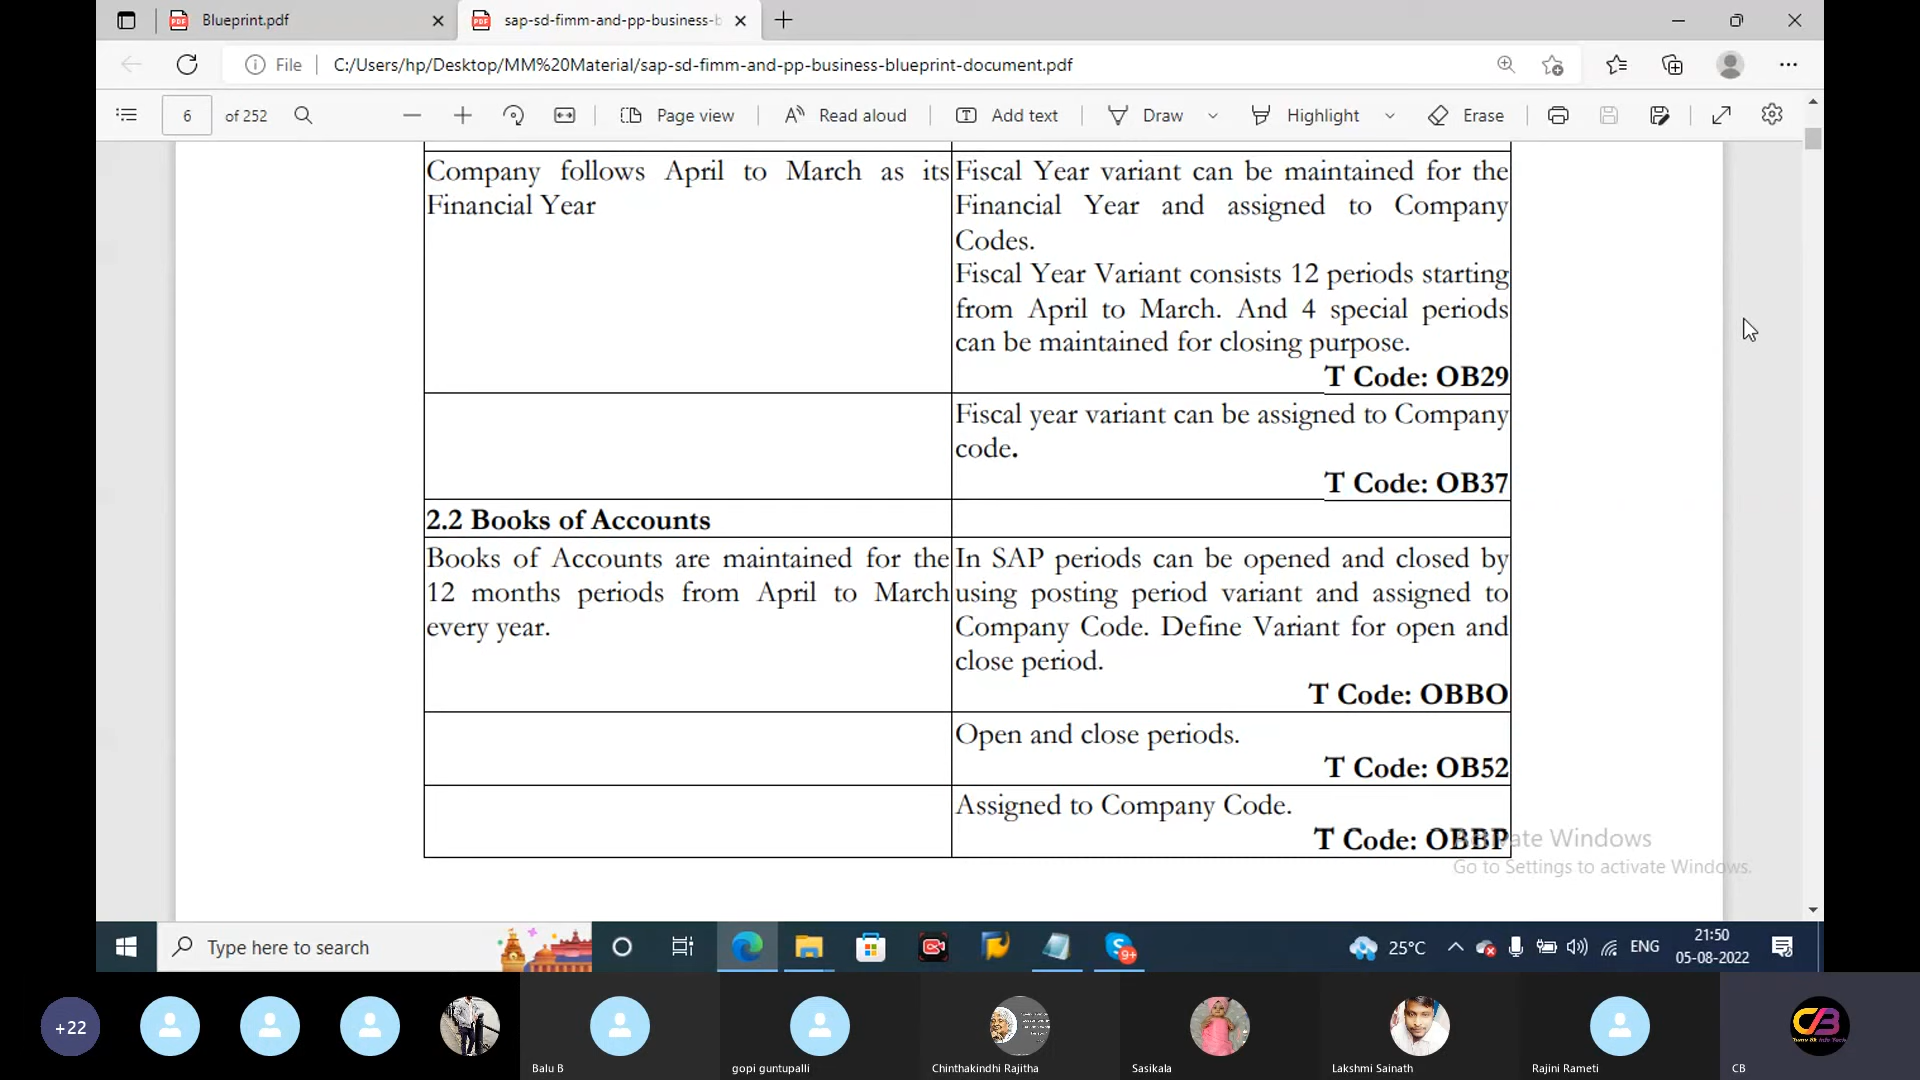 Blueprint.pdf
sap-sd-fimm-and-pp-business-b
File
C:/Users/hp/Desktop/MM%20Material/sap-sd-fimm-and-pp-business-blueprint-document.pdf
6 of 252
Page view
Read aloud
Add text
Draw
Highlight
Erase
Company follows April to March as its
Financial Year
Fiscal Year variant can be maintained for the
Financial Year and assigned to Company
Codes.
Fiscal Year Variant consists 12 periods starting
from April to March. And 4 special periods
can be maintained for closing purpose.
T Code: OB29
Fiscal year variant can be assigned to Company
code.
T Code: OB37
2.2 Books of Accounts
Books of Accounts are maintained for the
12 months periods from April to March
every year.
In SAP periods can be opened and closed by
using posting period variant and assigned to
Company Code. Define Variant for open and
close period.
T Code: OBBO
Open and close periods.
T Code: OB52
Assigned to Company Code.
T Code: OBBP
Activate Windows
Go to Settings to activate Windows.
Type here to search
9+
25°C
ENG
21:50
05-08-2022
+22
Balu B
gopi guntupalli
Chinthakindhi Rajitha
Sasikala
Lakshmi Sainath
Rajini Rameti
CB